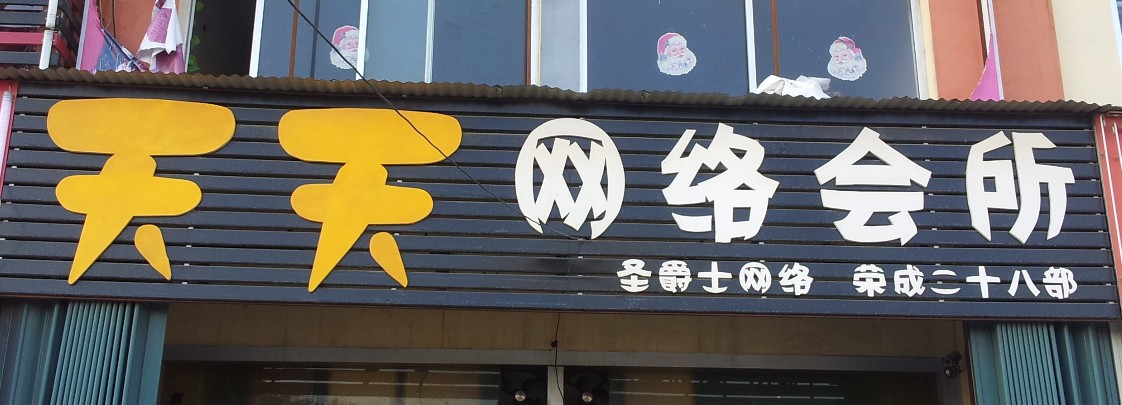 天天网络会所
圣爵士网络 荣成二十八部